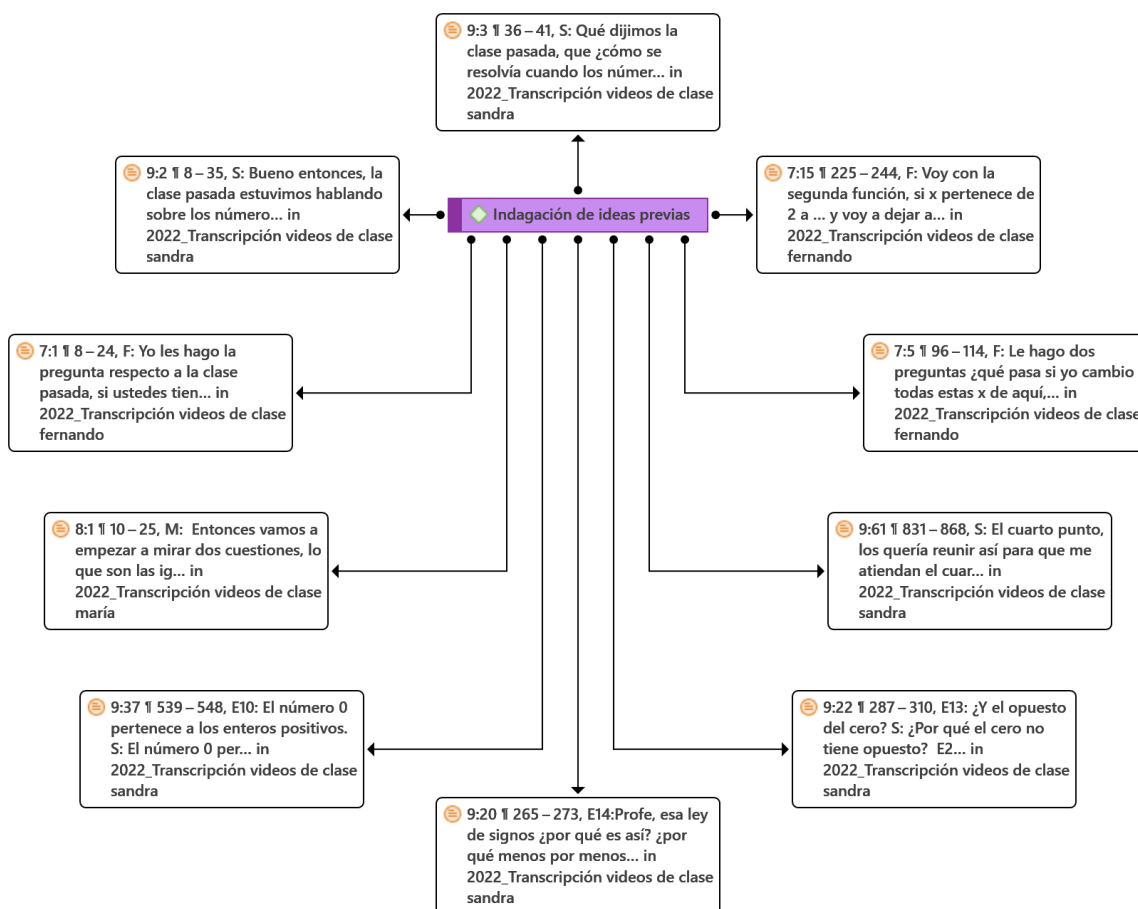 9:3 ¶ 36 – 41, S: Qué dijimos la
clase pasada, que ¿cómo se
resolvía cuando los númer... in
2022_Transcripción videos de clase
sandra
9:2 ¶ 8 – 35, S: Bueno entonces, la
clase pasada estuvimos hablando
sobre los número... in
2022_Transcripción videos de clase
sandra
Indagación de ideas previas
7:15 ¶ 225 – 244, F: Voy con la
segunda función, si x pertenece de
2 a ... y voy a dejar a... in
2022_Transcripción videos de clase
fernando
7:1 ¶ 8 – 24, F: Yo les hago la
pregunta respecto a la clase
pasada, si ustedes tien... in
2022_Transcripción videos de clase
fernando
7:5 ¶ 96 – 114, F: Le hago dos
preguntas ¿qué pasa si yo cambio
todas estas x de aquí,... in
2022_Transcripción videos de clase
fernando
8:1 ¶ 10 – 25, M:  Entonces vamos a
empezar a mirar dos cuestiones, lo
que son las ig... in
2022_Transcripción videos de clase
maría
9:61 ¶ 831 – 868, S: El cuarto punto,
los quería reunir así para que me
atiendan el cuar... in
2022_Transcripción videos de clase
sandra
9:37 ¶ 539 – 548, E10: El número 0
pertenece a los enteros positivos.
S: El número 0 per... in
2022_Transcripción videos de clase
sandra
9:22 ¶ 287 – 310, E13: ¿Y el opuesto
del cero? S: ¿Por qué el cero no
tiene opuesto?  E2... in
2022_Transcripción videos de clase
sandra
9:20 ¶ 265 – 273, E14:Profe, esa ley
de signos ¿por qué es así? ¿por
qué menos por menos... in
2022_Transcripción videos de clase
sandra